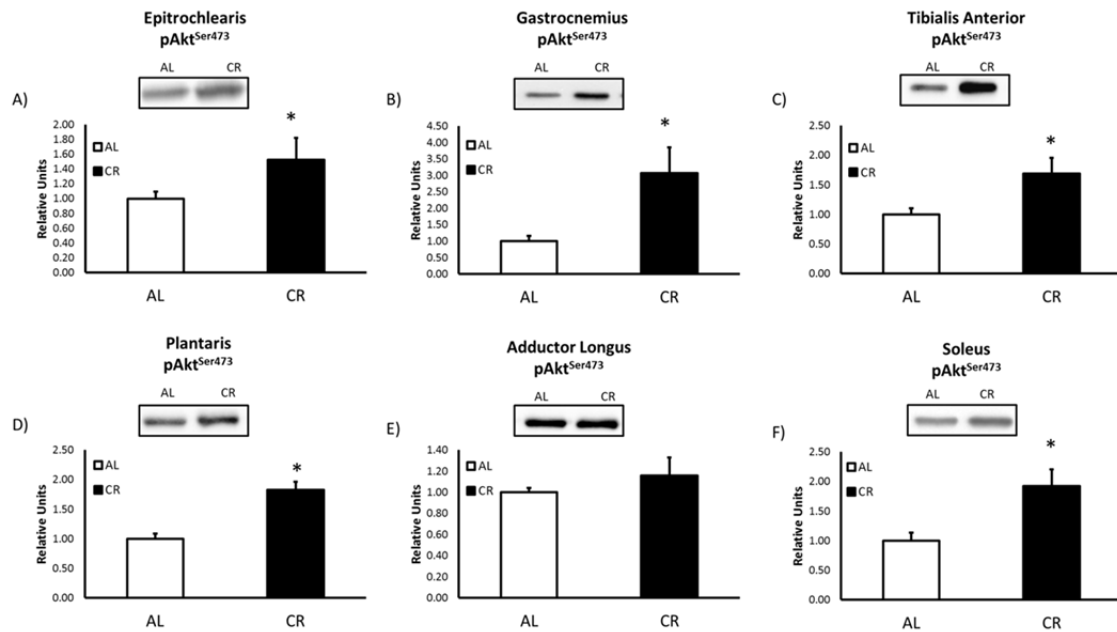 Epitrochlearis
pAktSer473
AL CR
A)
2.00
1.80
1.60
1.40
1.20
1.00
0.80
0.60
0.40
0.20
0.00
Relative Units
AL
CR
*
AL CR
Gastrocnemius
pAktSer473
AL CR
B)
4.50
4.00
3.50
3.00
2.50
2.00
1.50
1.00
0.50
0.00
Relative Units
AL
CR
*
AL CR
Tibialis Anterior
pAktSer473
AL CR
C)
2.50
2.00
1.50
1.00
0.50
0.00
Relative Units
AL
CR
*
AL CR
Plantaris
pAktSer473
AL CR
D)
2.50
2.00
1.50
1.00
0.50
0.00
Relative Units
AL
CR
*
AL CR
Adductor Longus
pAktSer473
AL CR
E)
1.40
1.20
1.00
0.80
0.60
0.40
0.20
0.00
Relative Units
AL
CR
AL CR
Soleus
pAktSer473
AL CR
F)
2.50
2.00
1.50
1.00
0.50
0.00
Relative Units
AL
CR
*
AL CR